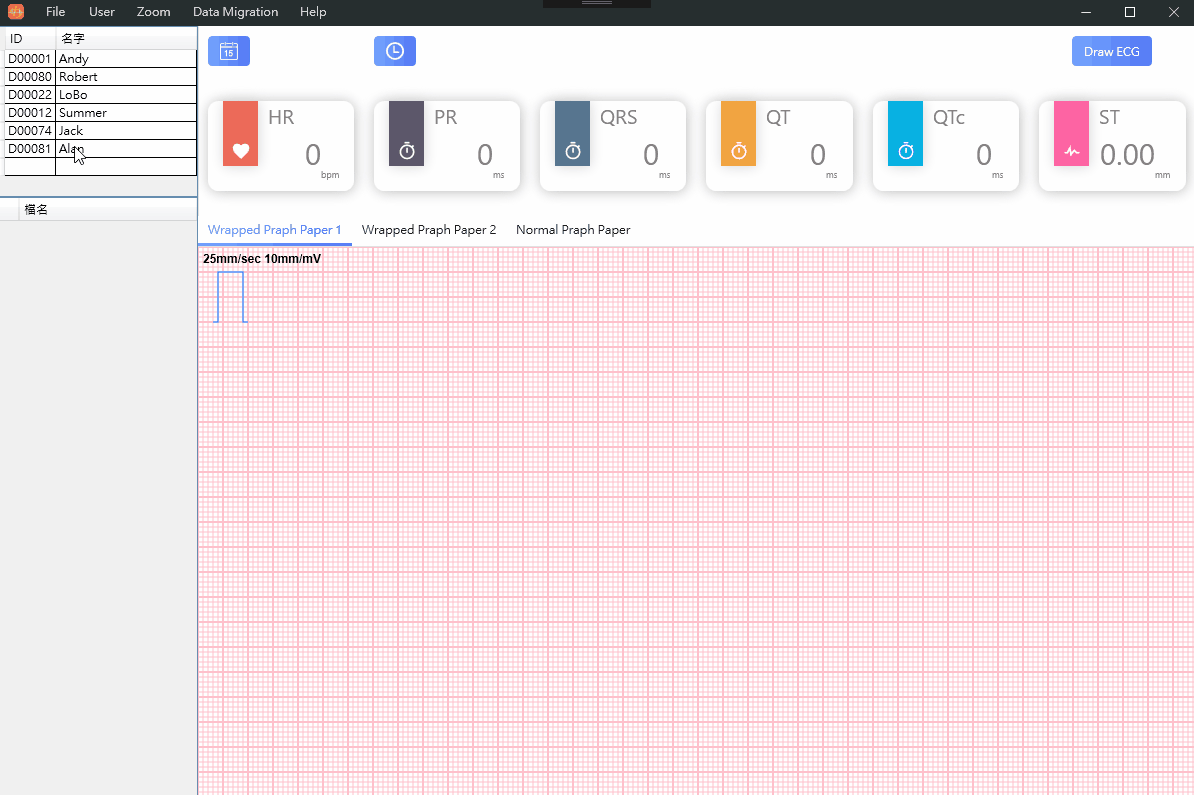 File User Zoom Data Migration Help
ID 名字
D00001 Andy
D00080 Robert
D00022 LoBo
D00012 Summer
D00074 Jack
D00081 Alan
檔名
15
Draw ECG
HR
0
bpm
PR
0
ms
QRS
0
ms
QT
0
ms
QTc
0
ms
ST
0.00
mm
Wrapped Praph Paper 1 Wrapped Praph Paper 2 Normal Praph Paper
25mm/sec 10mm/mV